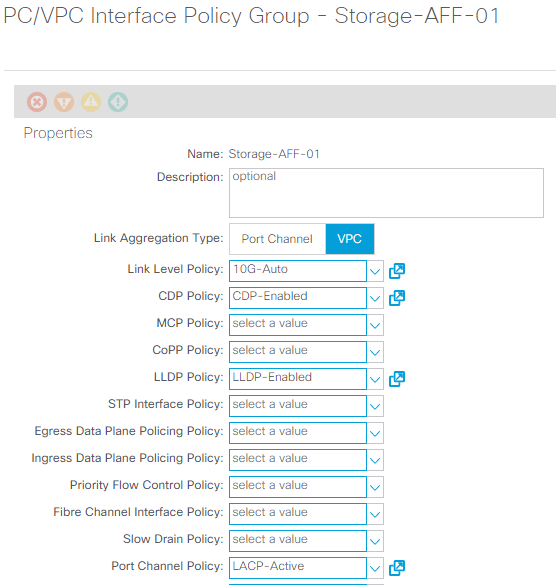 PC/VPC Interface Policy Group - Storage-AFF-01
Properties
Name: Storage-AFF-01
Description: optional
Link Aggregation Type: Port Channel VPC
Link Level Policy: 10G-Auto
CDP Policy: CDP-Enabled
MCP Policy: select a value
CoPP Policy: select a value
LLDP Policy: LLDP-Enabled
STP Interface Policy: select a value
Egress Data Plane Policing Policy: select a value
Ingress Data Plane Policing Policy: select a value
Priority Flow Control Policy: select a value
Fibre Channel Interface Policy: select a value
Slow Drain Policy: select a value
Port Channel Policy: LACP-Active